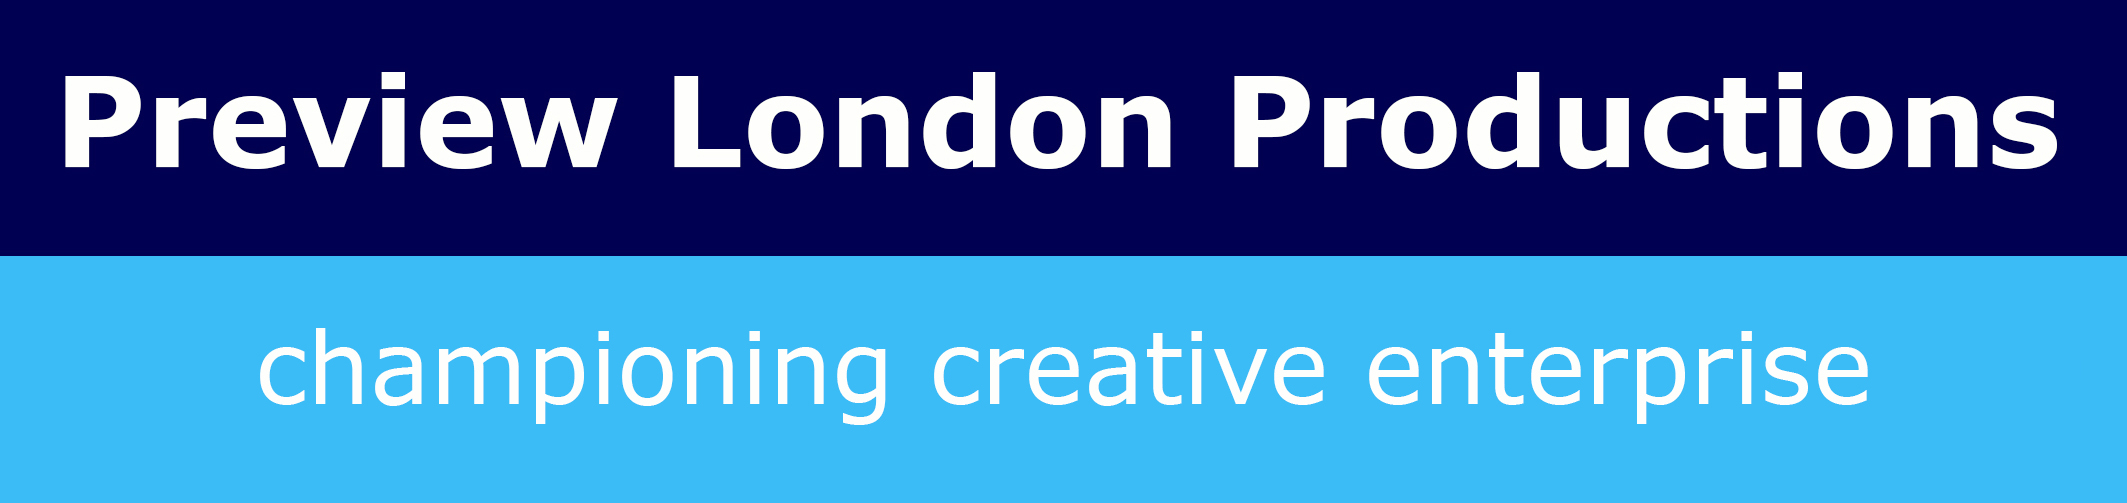 Preview London Productions
championing creative enterprise